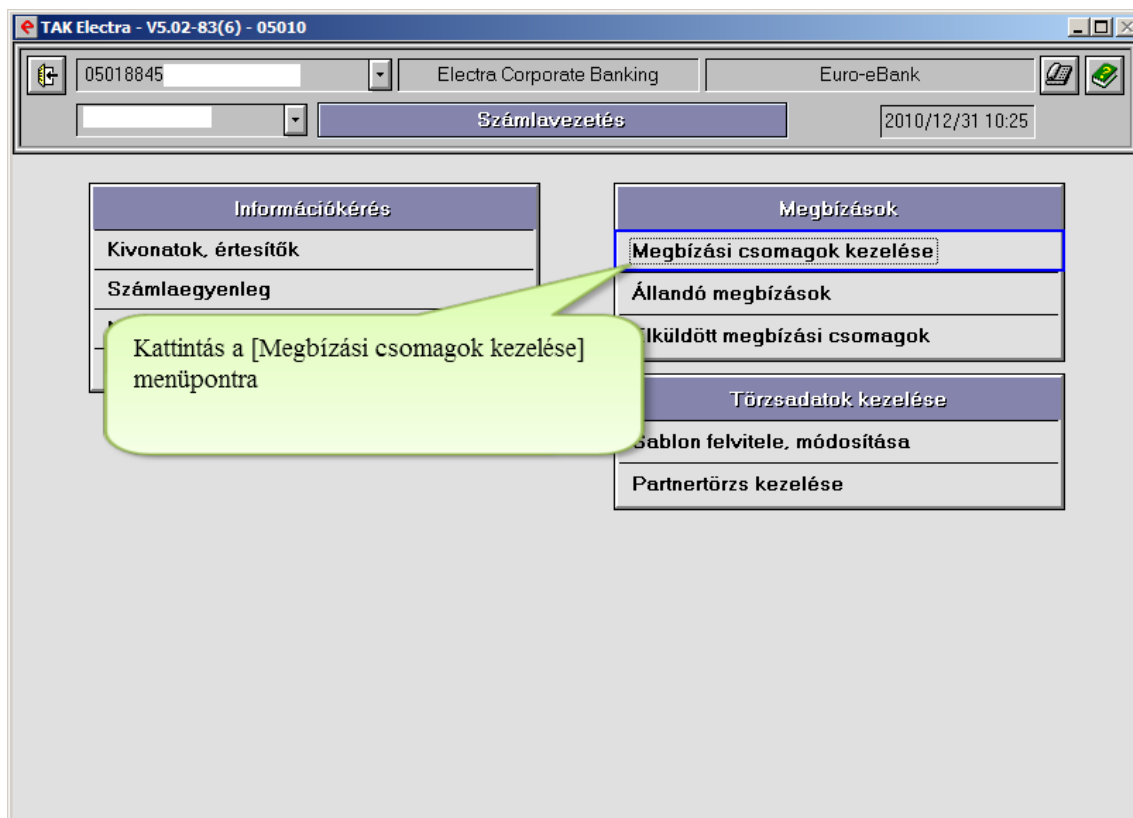 TAK Electra - V5.02-83(6) - 05010
05018845
Electra Corporate Banking
Euro-eBank
Számlavezetés
2010/12/31 10:25
Információkérés
Kivonatok, értesítők
Számlaegyenleg
Megbízások
Megbízási csomagok kezelése
Állandó megbízások
Elküldött megbízási csomagok
Kattintás a [Megbízási csomagok kezelése]
menüpontra
Törzsadatok kezelése
Sablon felvitele, módosítása
Partnertörzs kezelése